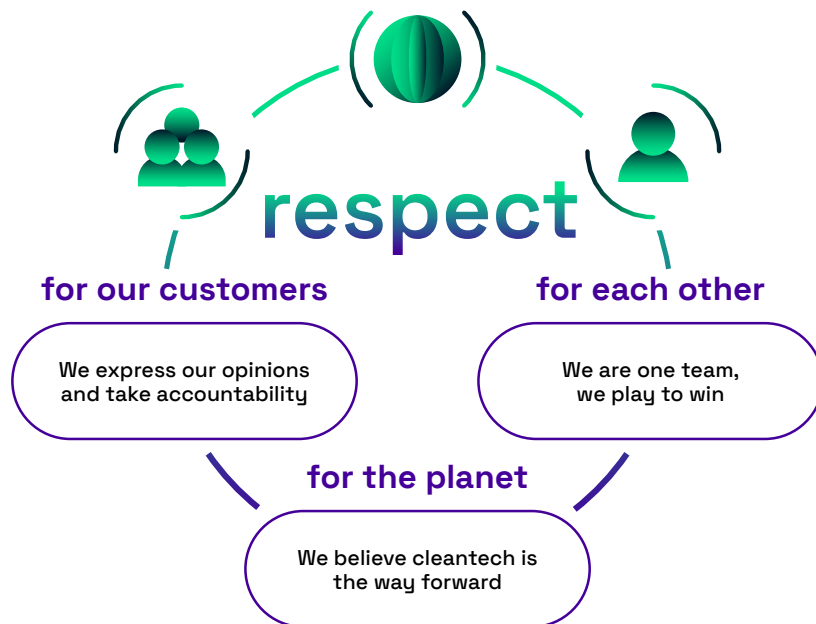 respect
for our customers
We express our opinions
and take accountability
for each other
We are one team,
we play to win
for the planet
We believe cleantech is
the way forward